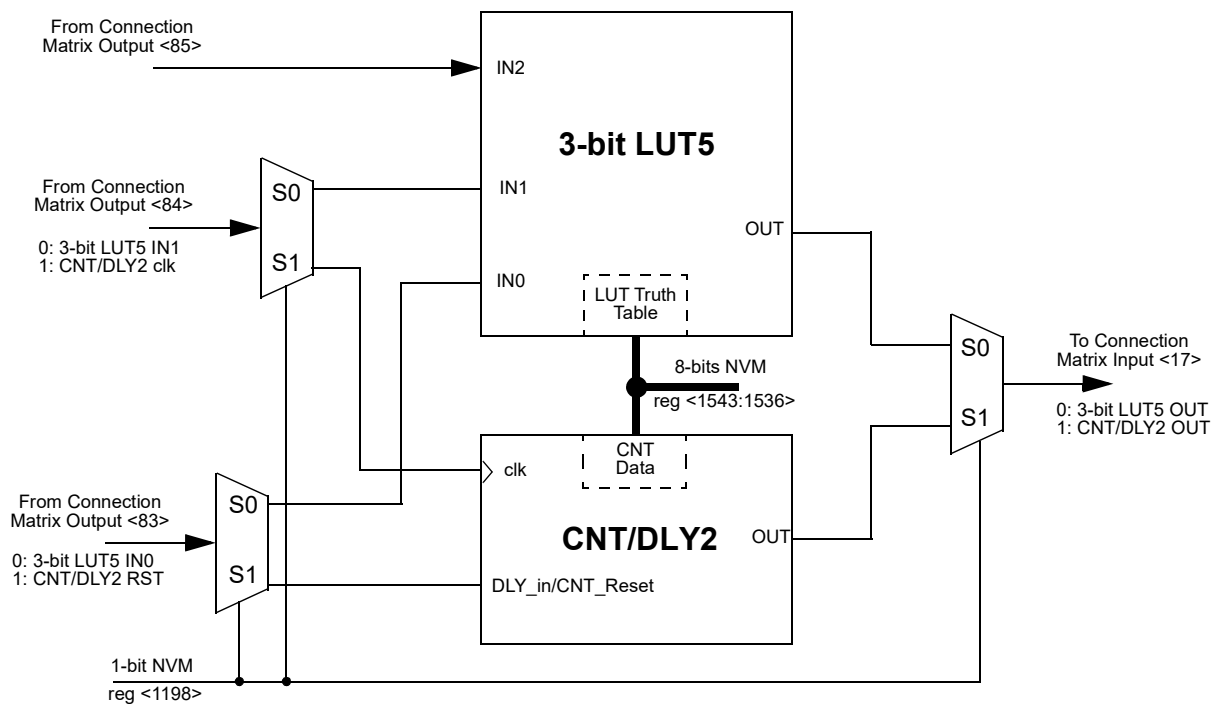 From Connection
Matrix Output <85>
IN2
3-bit LUT5
From Connection
Matrix Output <84>
0: 3-bit LUT5 IN1
1: CNT/DLY2 clk
S0
S1
IN1
IN0
OUT
LUT Truth
Table
8-bits NVM
reg <1543:1536>
S0
S1
To Connection
Matrix Input <17>
0: 3-bit LUT5 OUT
1: CNT/DLY2 OUT
CNT
Data
clk
CNT/DLY2
OUT
DLY_in/CNT_Reset
From Connection
Matrix Output <83>
0: 3-bit LUT5 IN0
1: CNT/DLY2 RST
S0
S1
1-bit NVM
reg <1198>